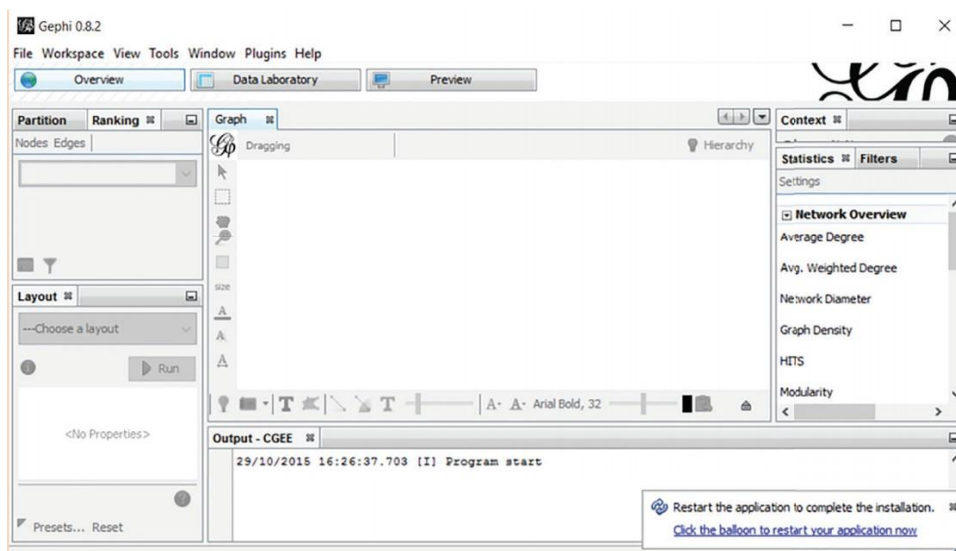 Gephi 0.8.2
File Workspace View Tools Window Plugins Help
Overview Data Laboratory Preview
Partition Ranking
Nodes Edges
Graph
Dragging Hierarchy
size
A
A
A
Context
Statistics Filters
Settings
Network Overview
Average Degree
Avg. Weighted Degree
Network Diameter
Graph Density
HITS
Modularity
Layout
---Choose a layout
Run
<No Properties>
Presets... Reset
T T A- A- Arial Bold, 32
Output - CGEE
29/10/2015 16:26:37.703 [I] Program start
Restart the application to complete the installation.
Click the balloon to restart your application now